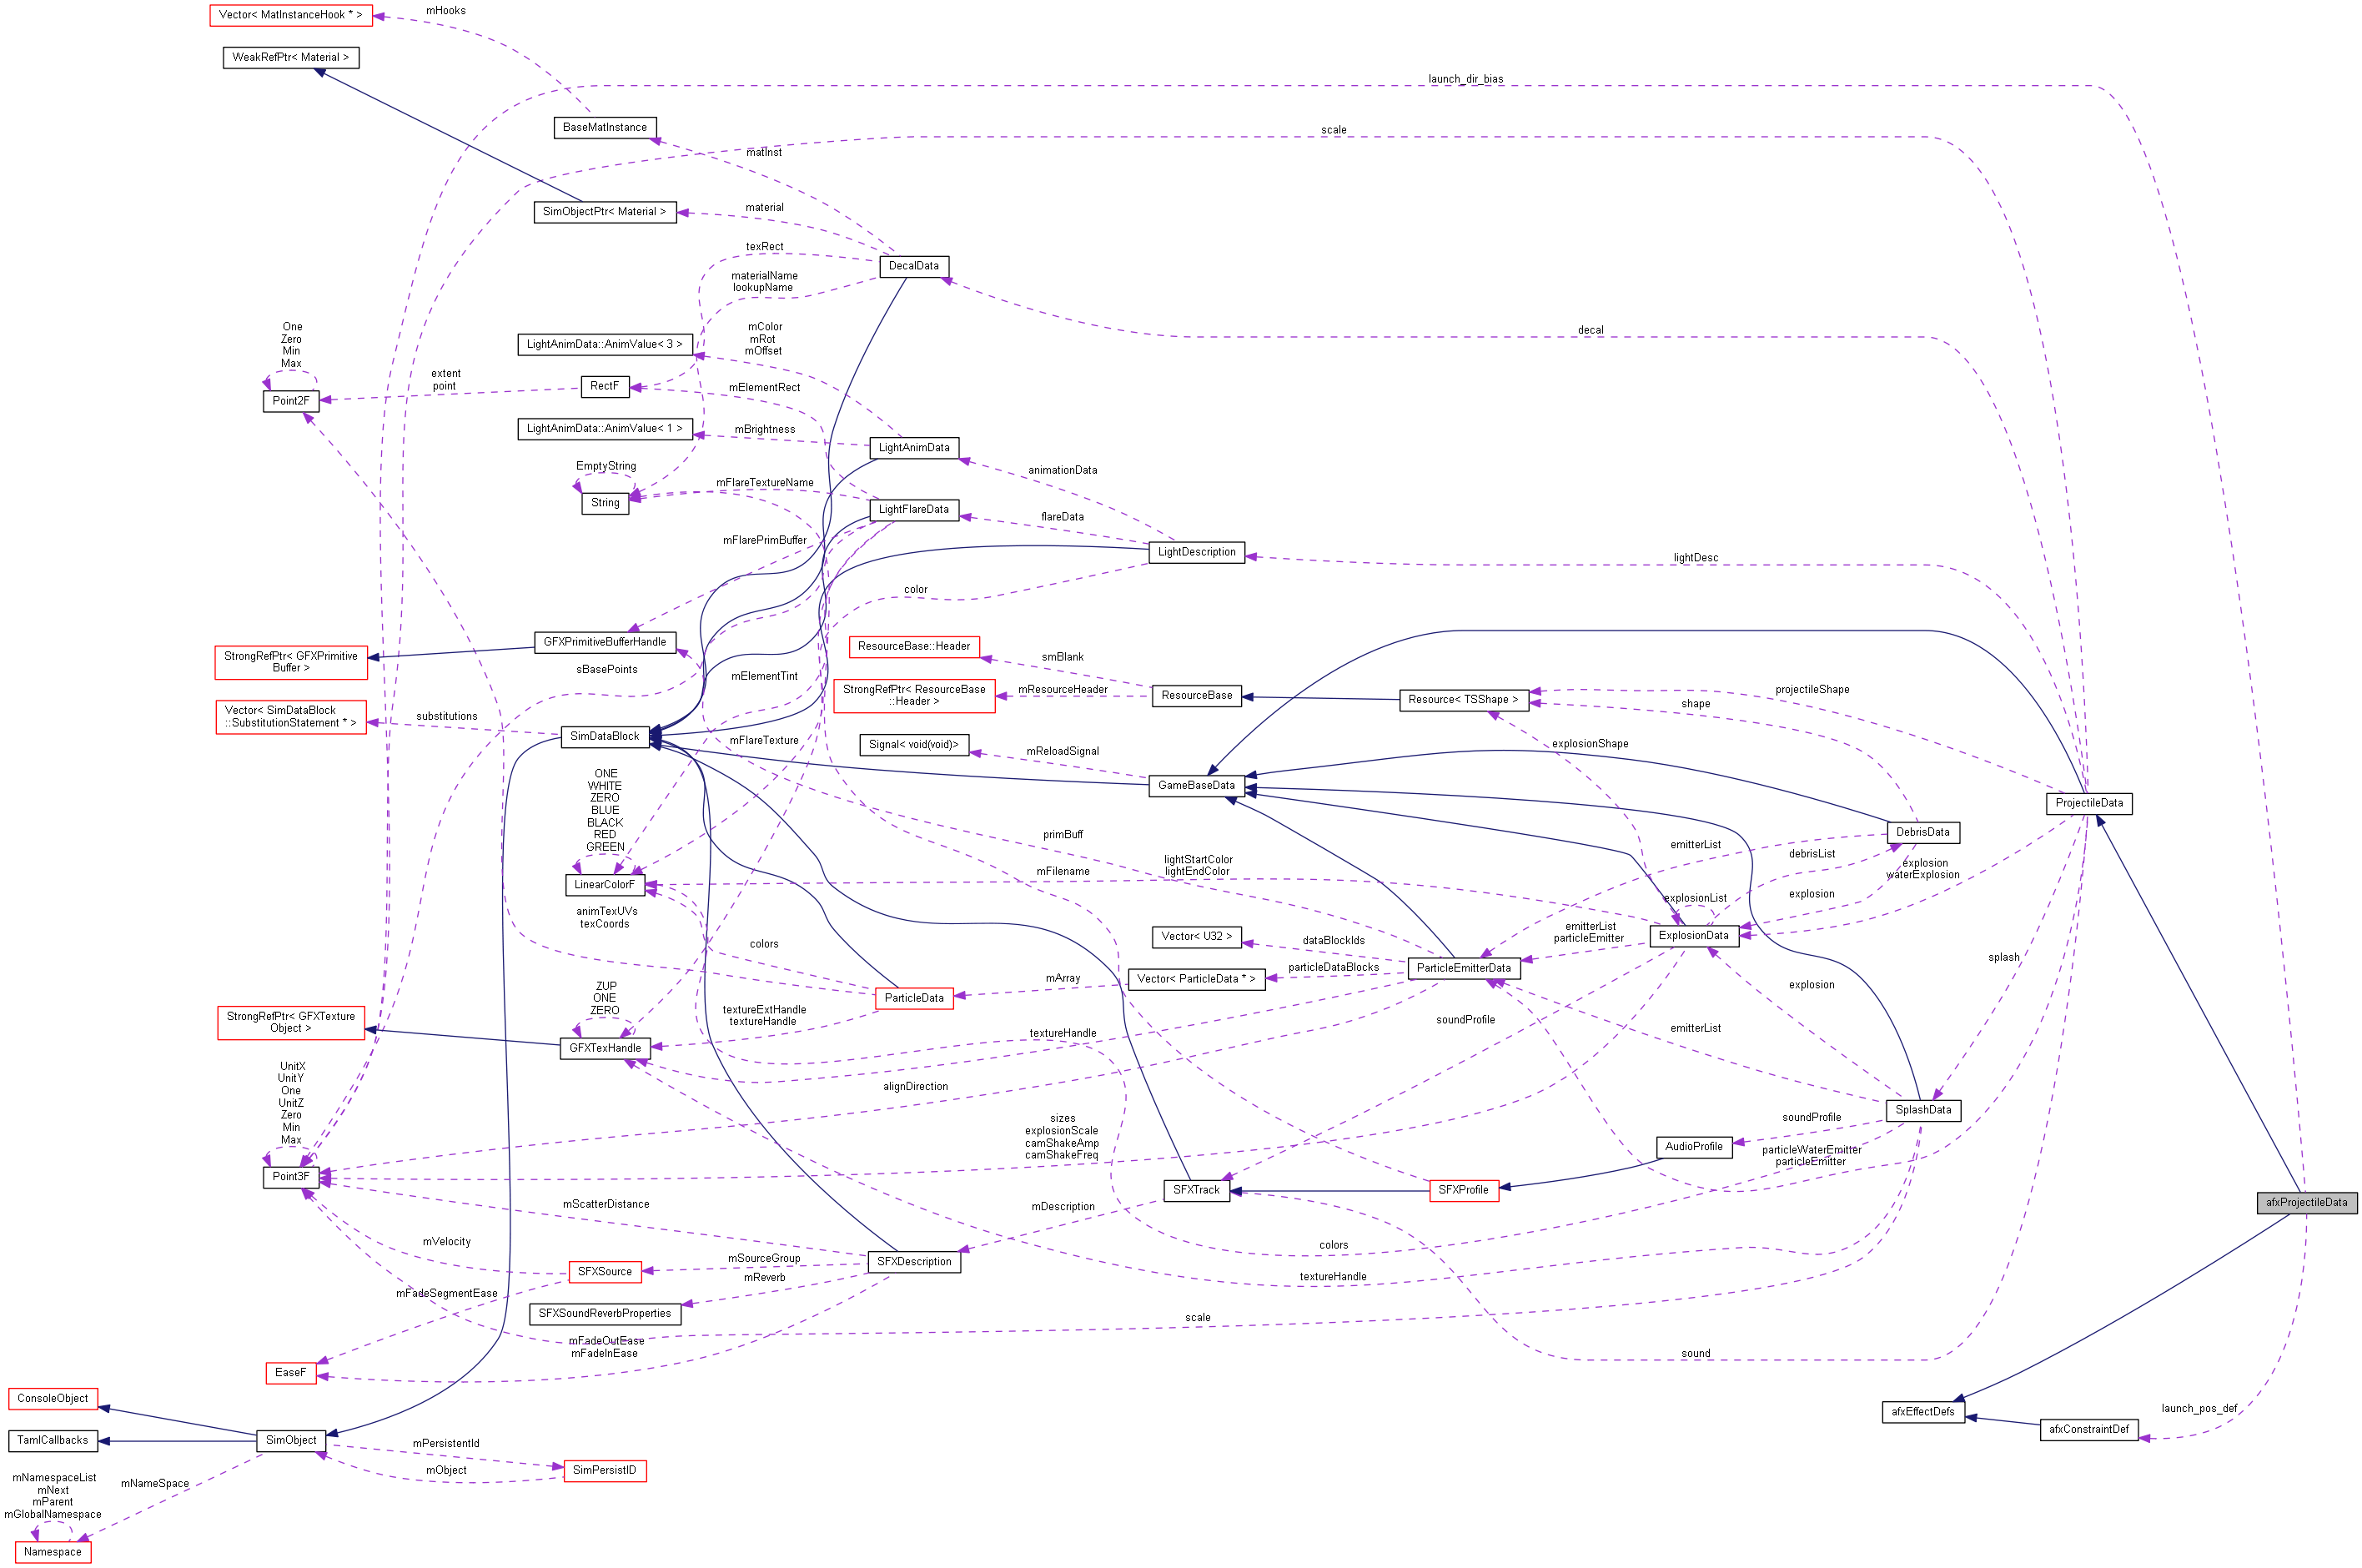 Vector< MatInstanceHook * >
mHooks
WeakRefPtr< Material >
launch_dir_bias
BaseMatInstance
scale
matInst
SimObjectPtr< Material >
material
texRect
DecalData
materialName
lookupName
One
Zero
Min
Max
mColor
mRot
mOffset
decal
LightAnimData::AnimValue< 3 >
extent
point
RectF
mElementRect
Point2F
LightAnimData::AnimValue< 1 >
mBrightness
LightAnimData
EmptyString
animationData
mFlareTextureName
String
LightFlareData
flareData
mFlarePrimBuffer
LightDescription
lightDesc
color
GFXPrimitiveBufferHandle
ResourceBase::Header
smBlank
StrongRefPtr< GFXPrimitive
Buffer >
sBasePoints
mElementTint
StrongRefPtr< ResourceBase
::Header >
mResourceHeader
ResourceBase
Resource< TSShape >
projectileShape
shape
Vector< SimDataBlock
::SubstitutionStatement * >
substitutions
SimDataBlock
mFlareTexture
Signal< void(void)>
mReloadSignal
explosionShape
GameBaseData
ONE
WHITE
ZERO
BLUE
BLACK
RED
GREEN
ProjectileData
primBuff
DebrisData
emitterList
debrisList
lightStartColor
lightEndColor
mFilename
explosion
waterExplosion
LinearColorF
explosionList
explosion
animTexUVs
texCoords
colors
Vector< U32 >
dataBlockIds
emitterList
particleEmitter
ExplosionData
splash
ParticleEmitterData
particleDataBlocks
Vector< ParticleData * >
mArray
explosion
ZUP
ONE
ZERO
ParticleData
StrongRefPtr< GFXTexture
Object >
textureExtHandle
textureHandle
soundProfile
textureHandle
emitterList
GFXTexHandle
UnitX
UnitY
One
UnitZ
Zero
Min
Max
alignDirection
SplashData
soundProfile
sizes
explosionScale
camShakeAmp
camShakeFreq
AudioProfile
particleWaterEmitter
particleEmitter
Point3F
SFXTrack
SFXProfile
afxProjectileData
mScatterDistance
mDescription
mVelocity
colors
mSourceGroup
SFXDescription
SFXSource
mReverb
textureHandle
mFadeSegmentEase
SFXSoundReverbProperties
scale
mFadeOutEase
mFadeInEase
sound
EaseF
ConsoleObject
afxEffectDefs
launch_pos_def
afxConstraintDef
TamlCallbacks
SimObject
mPersistentId
mObject
SimPersistID
mNamespaceList
mNext
mParent
mGlobalNamespace
mNameSpace
Namespace